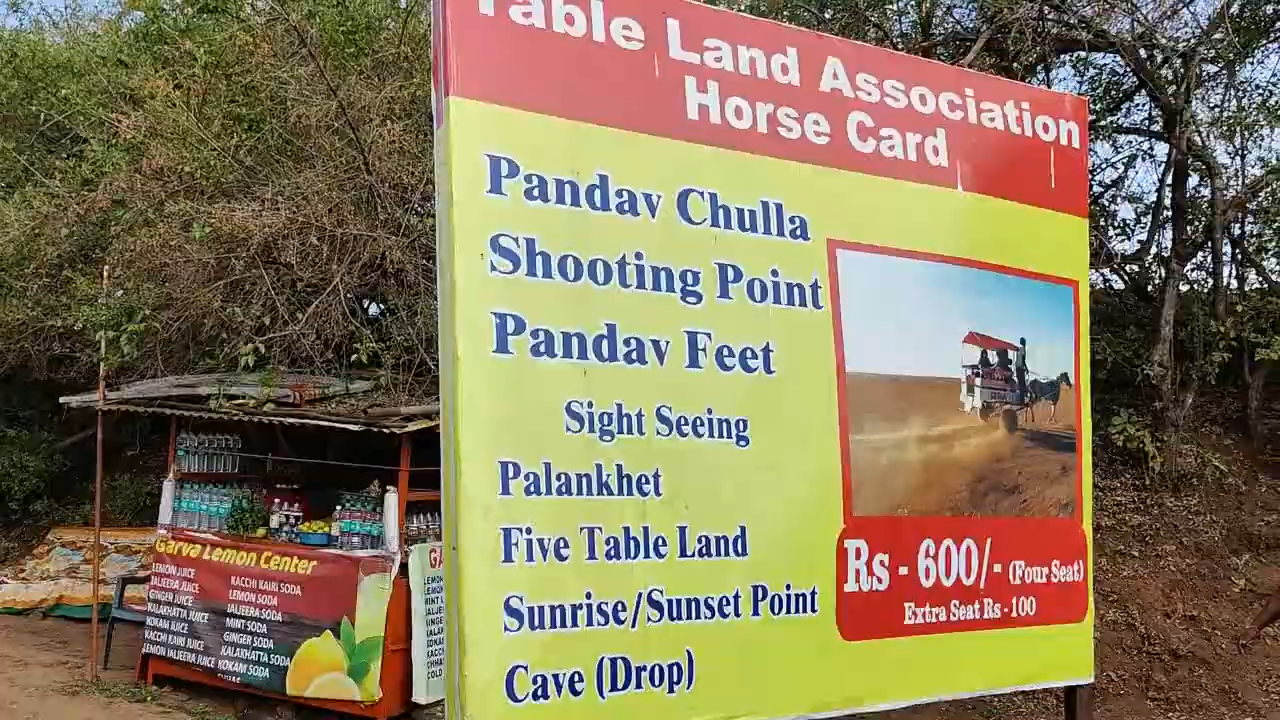 Table Land Association
Horse Card
Pandav Chulla
Shooting Point
Pandav Feet
Sight Seeing
Palankhet
Five Table Land
Sunrise/Sunset Point
Cave (Drop)
Rs - 600/- (Four Seat)
Extra Seat Rs - 100
Garva Lemon Center
LEMON JUICE
JALJEERA JUICE
GINGER JUICE
KALAKHATTA JUICE
KOKAM JUICE
KACCHI KAIRI JUICE
LEMON JALJEERA JUICE
KACCHI KAIRI SODA
LEMON SODA
JALJEERA SODA
MINT SODA
GINGER SODA
KALAKHATTA SODA
KOKAM SODA